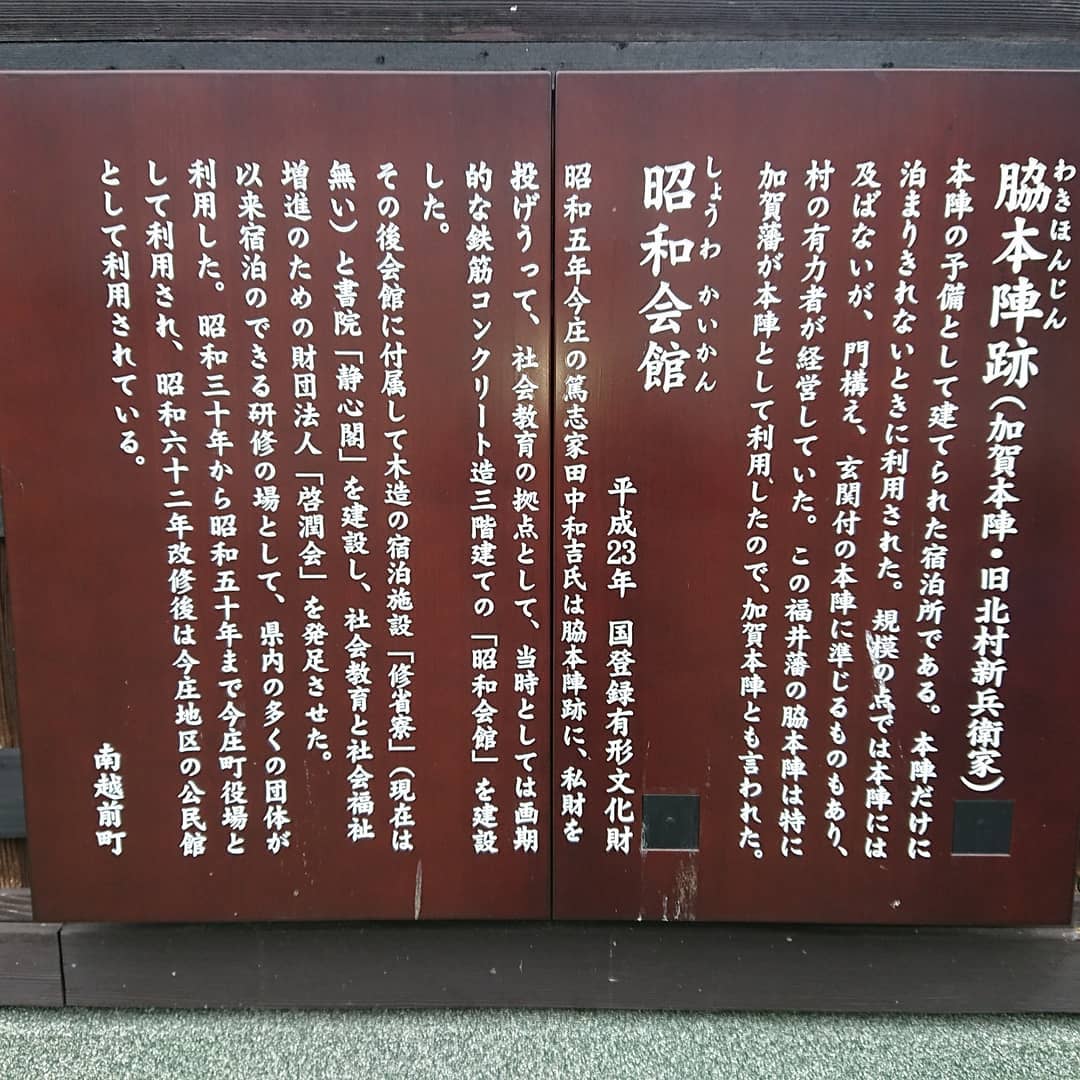 わきほんじん
脇本陣跡（加賀本陣・旧北村新兵衛家）
本陣の予備として建てられた宿泊所である。本陣だけに
泊まりきれないときに利用された。規模の点では本陣には
及ばないが、門構え、玄関付の本陣に準じるものもあり、
村の有力者が経営していた。この福井藩の脇本陣は特に
加賀藩が本陣として利用したので、加賀本陣とも言われた。
しょうわ かいかん
昭和会館
平成23年 国登録有形文化財
昭和五年今庄の篤志家田中和吉氏は脇本陣跡に、私財を
投げうって、社会教育の拠点として、当時としては画期
的な鉄筋コンクリート造三階建ての「昭和会館」を建設
した。
その後会館に付属して木造の宿泊施設「修省寮」（現在は
無い）と書院「静心閣」を建設し、社会教育と社会福祉
増進のための財団法人「啓潤会」を発足させた。
以来宿泊のできる研修の場として、県内の多くの団体が
利用した。昭和三十年から昭和五十年まで今庄町役場と
して利用され、昭和六十二年改修後は今庄地区の公民館
として利用されている。
南越前町